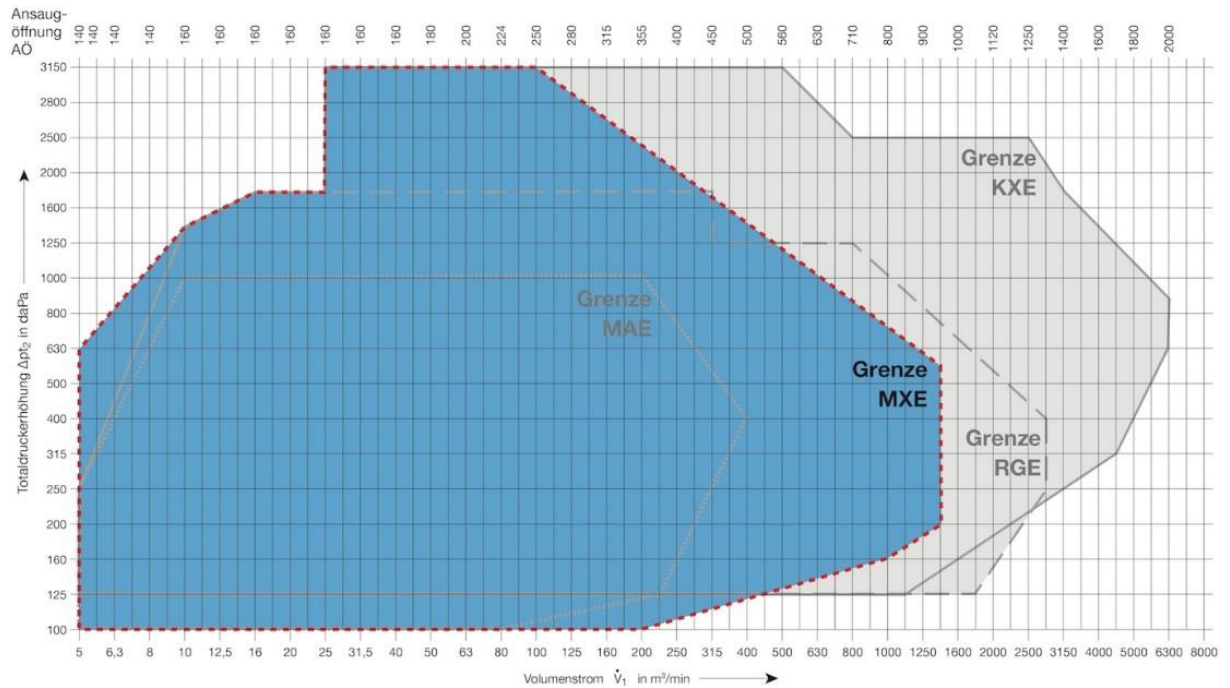 Ansaug-
öffnung
AÖ
140 140 140 140 160 160 160 160 160 160 180 200 224 250 280 315 355 400 450 500 560 630 710 800 900 1000 1120 1250 1400 1600 1800 2000
3150
2800
2500
2000
1600
1250
1000
800
630
500
400
315
250
200
160
125
100
Totaldruckerhöhung Δpt₂ in daPa
Grenze
KXE
Grenze
MAE
Grenze
MXE
Grenze
RGE
5 6,3 8 10 12,5 16 20 25 31,5 40 50 63 80 100 125 160 200 250 315 400 500 630 800 1000 1250 1600 2000 2500 3150 4000 5000 6300 8000
Volumenstrom V̇₁ in m³/min